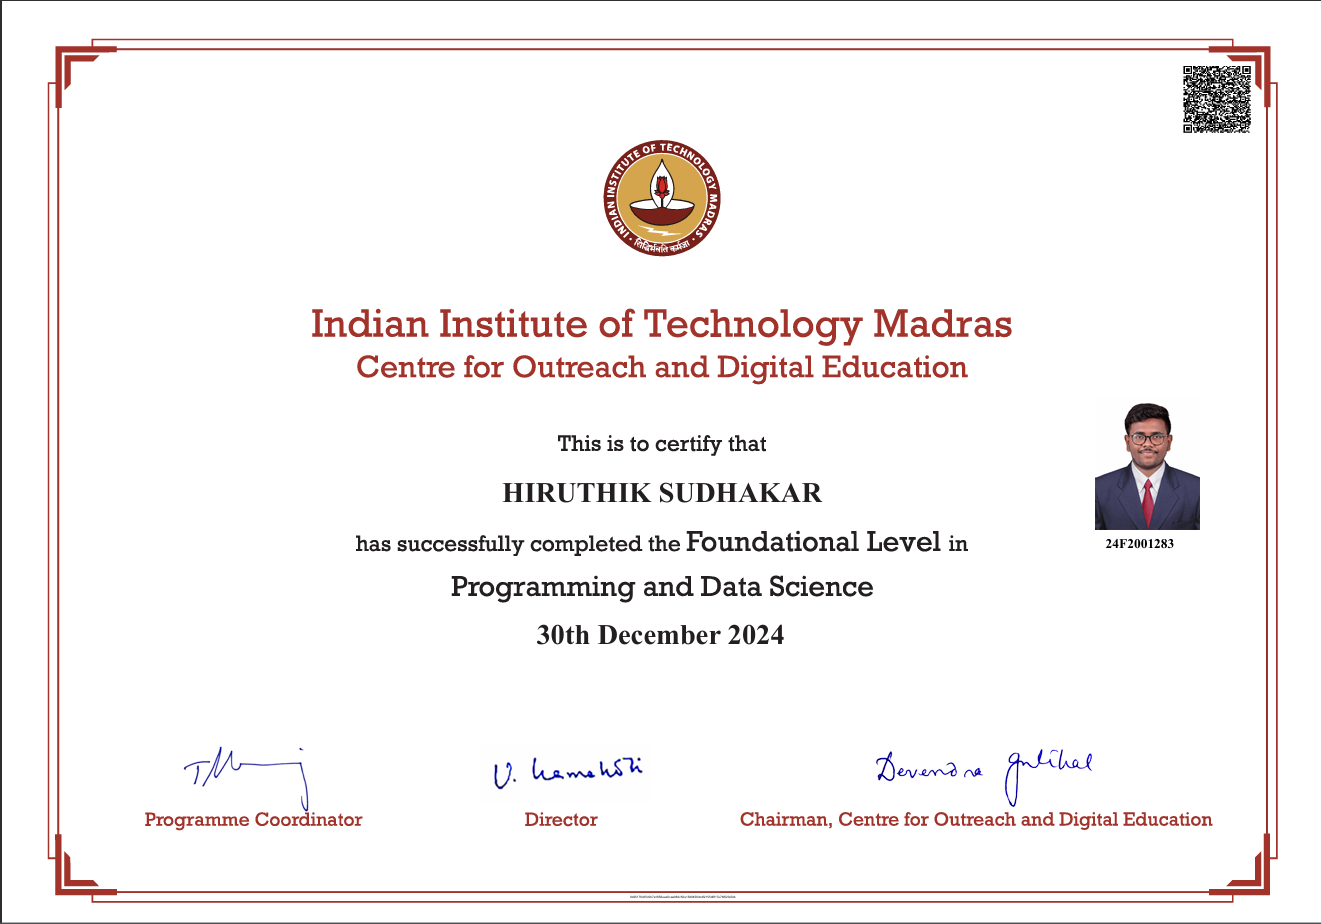 INDIAN INSTITUTE OF TECHNOLOGY MADRAS
सिद्धिर्भवति कर्मजा
Indian Institute of Technology Madras
Centre for Outreach and Digital Education
This is to certify that
HIRUTHIK SUDHAKAR
has successfully completed the Foundational Level in
Programming and Data Science
30th December 2024
24F2001283
V. Kamakoti
Devendra Jalihal
Programme Coordinator
Director
Chairman, Centre for Outreach and Digital Education